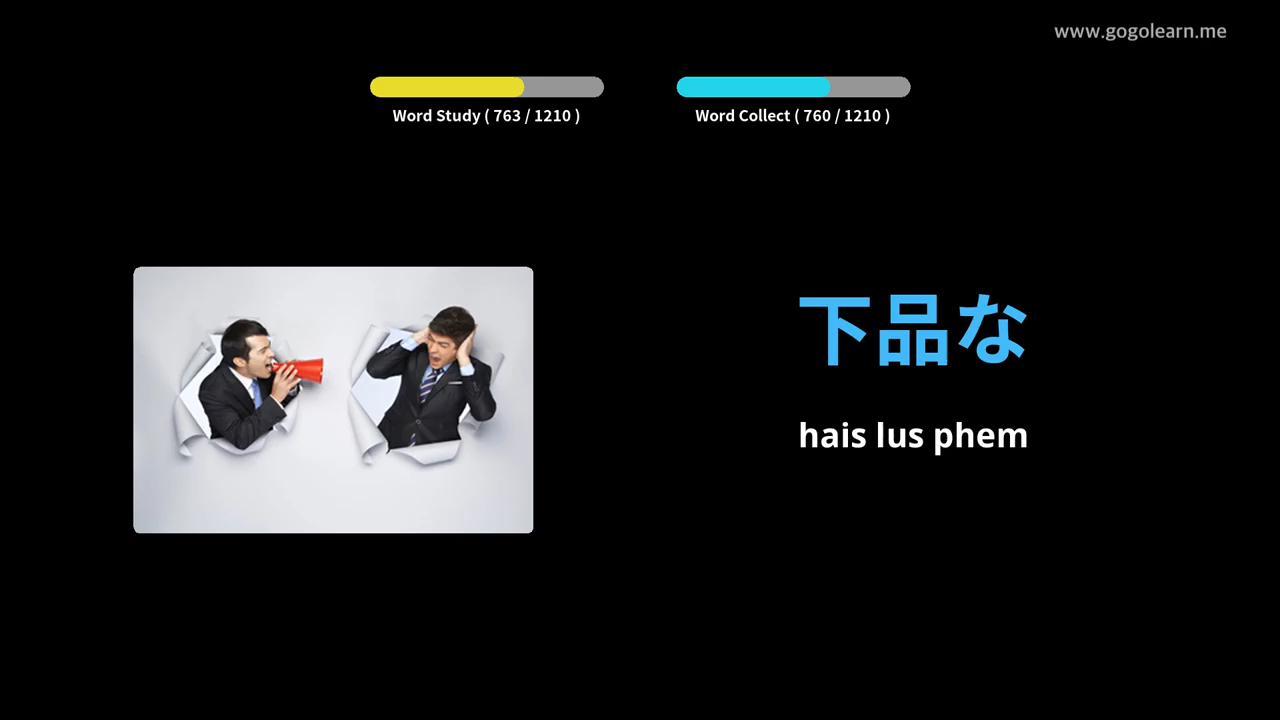 www.gogolearn.me
Word Study ( 763 / 1210 )
Word Collect ( 760 / 1210 )
下品な
hais lus phem